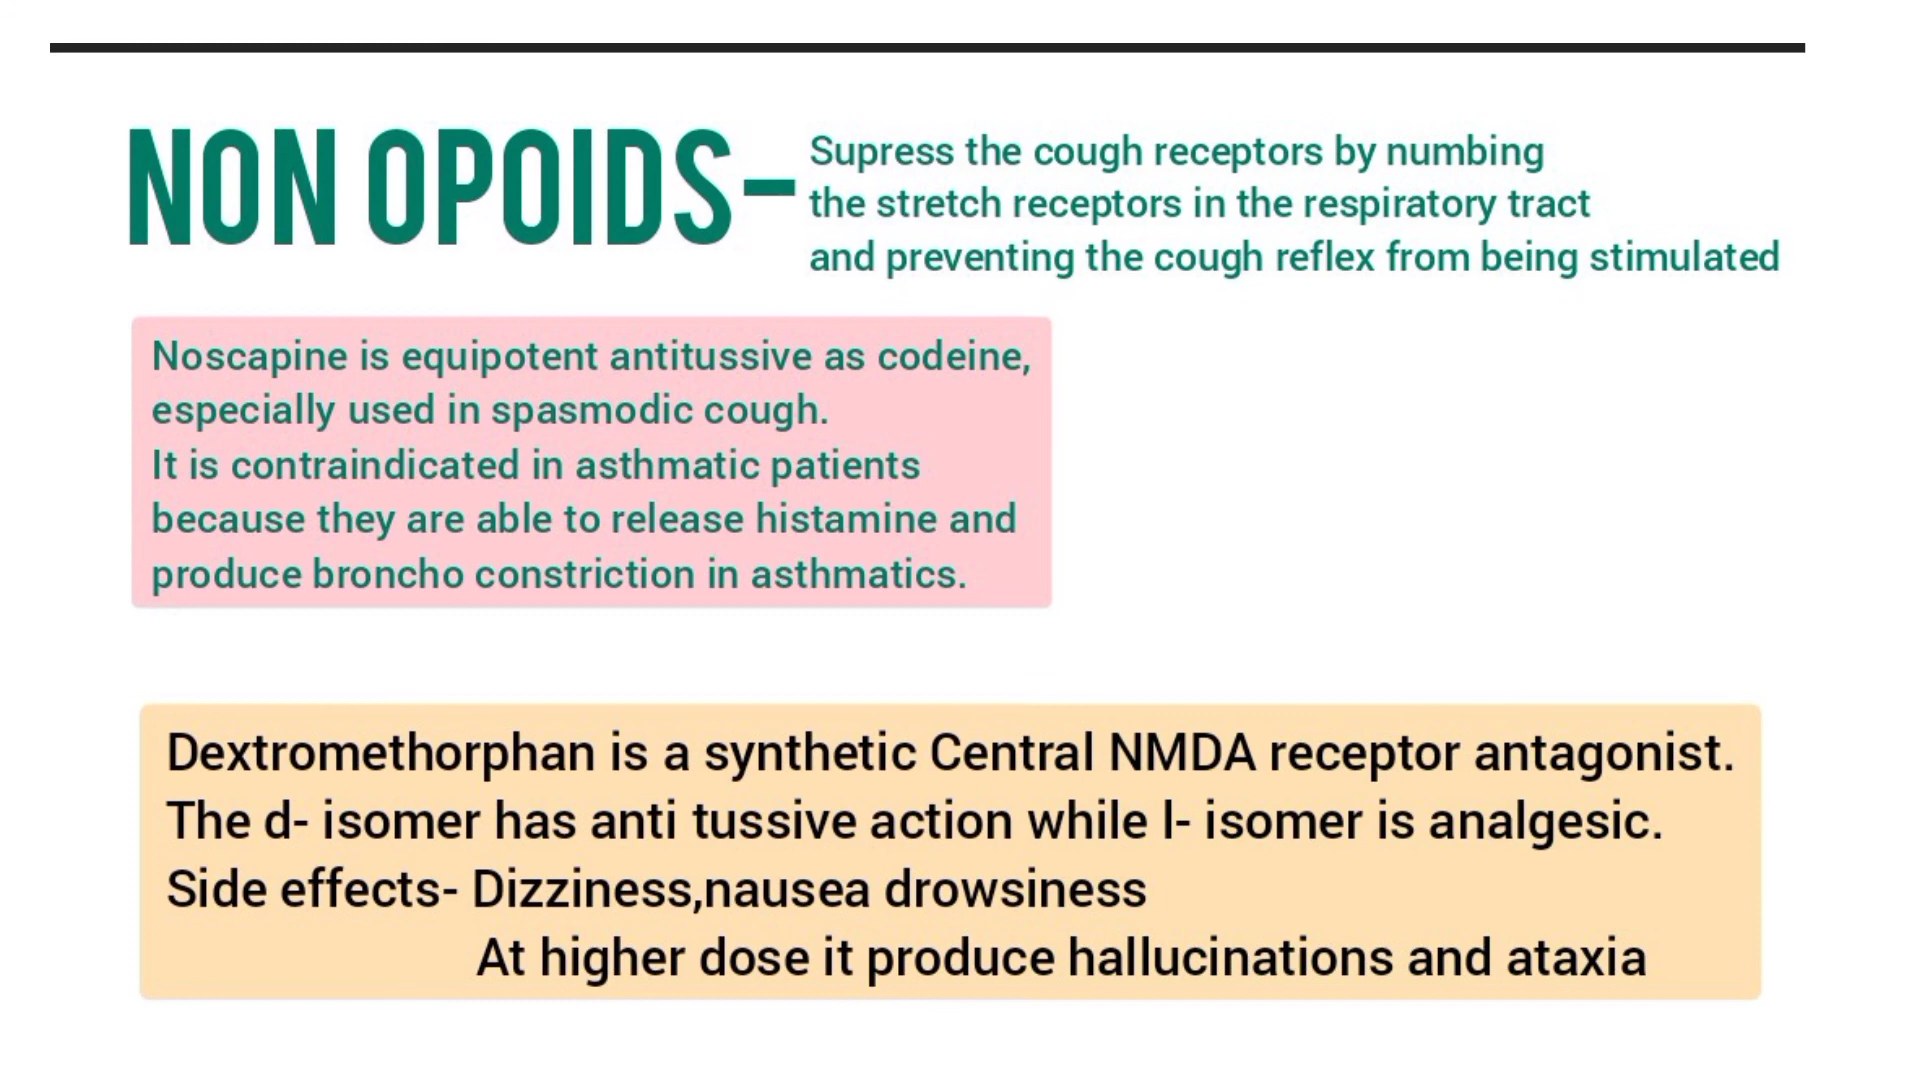 NON OPOIDS-
Supress the cough receptors by numbing
the stretch receptors in the respiratory tract
and preventing the cough reflex from being stimulated
Noscapine is equipotent antitussive as codeine,
especially used in spasmodic cough.
It is contraindicated in asthmatic patients
because they are able to release histamine and
produce broncho constriction in asthmatics.
Dextromethorphan is a synthetic Central NMDA receptor antagonist.
The d- isomer has anti tussive action while l- isomer is analgesic.
Side effects- Dizziness,nausea drowsiness
At higher dose it produce hallucinations and ataxia